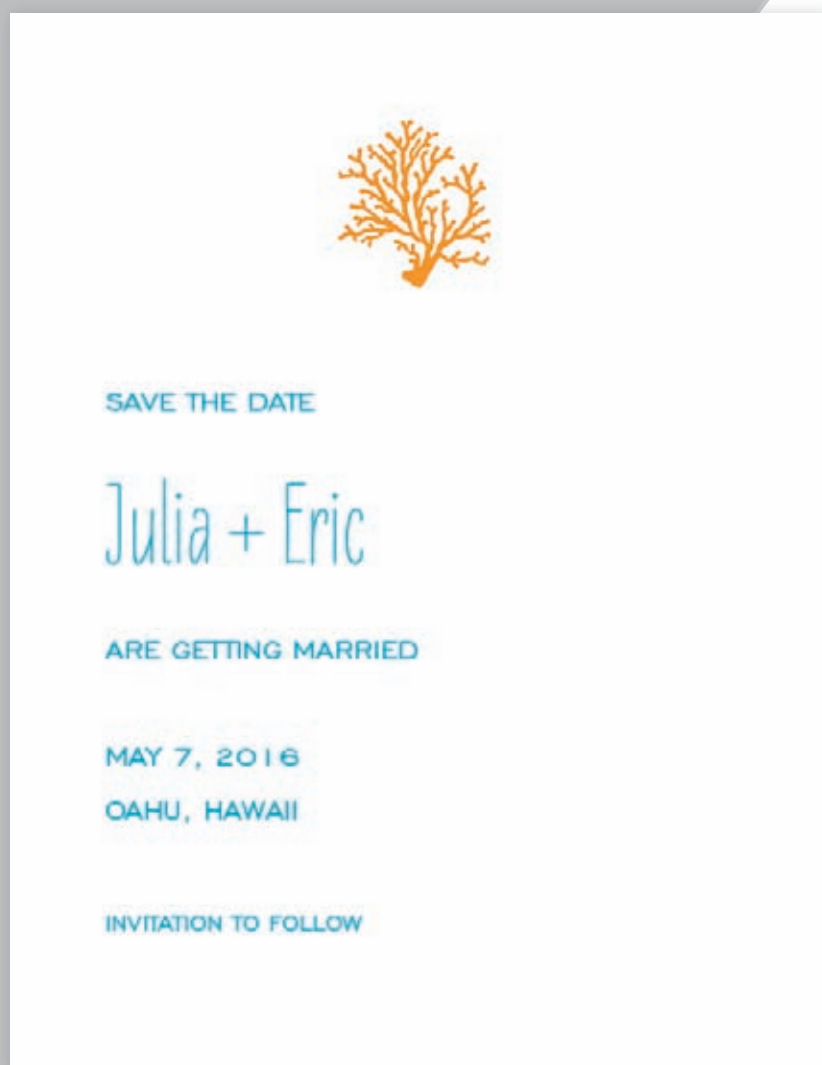 SAVE THE DATE
Julia + Eric
ARE GETTING MARRIED
MAY 7, 2016
OAHU, HAWAII
INVITATION TO FOLLOW